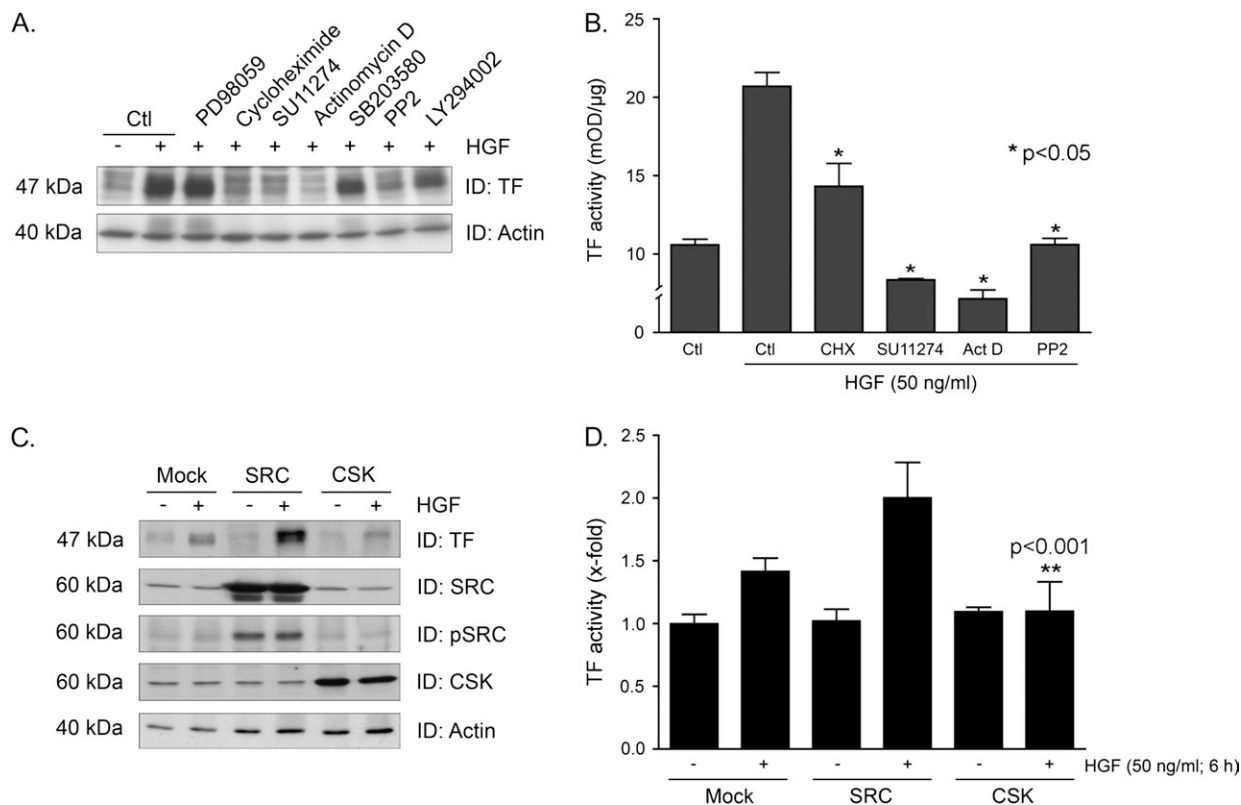 A.
Ctl
PD98059
Cycloheximide
SU11274
Actinomycin D
SB203580
PP2
LY294002
- + + + + + + + + HGF
47 kDa ID: TF
40 kDa ID: Actin
B.
TF activity (mOD/µg)
25
20
15
10
0
* * * *
* p<0.05
Ctl Ctl CHX SU11274 Act D PP2
HGF (50 ng/ml)
C.
Mock SRC CSK
- + - + - + HGF
47 kDa ID: TF
60 kDa ID: SRC
60 kDa ID: pSRC
60 kDa ID: CSK
40 kDa ID: Actin
D.
TF activity (x-fold)
2.5
2.0
1.5
1.0
0.5
0.0
p<0.001
**
- + - + - + HGF (50 ng/ml; 6 h)
Mock SRC CSK